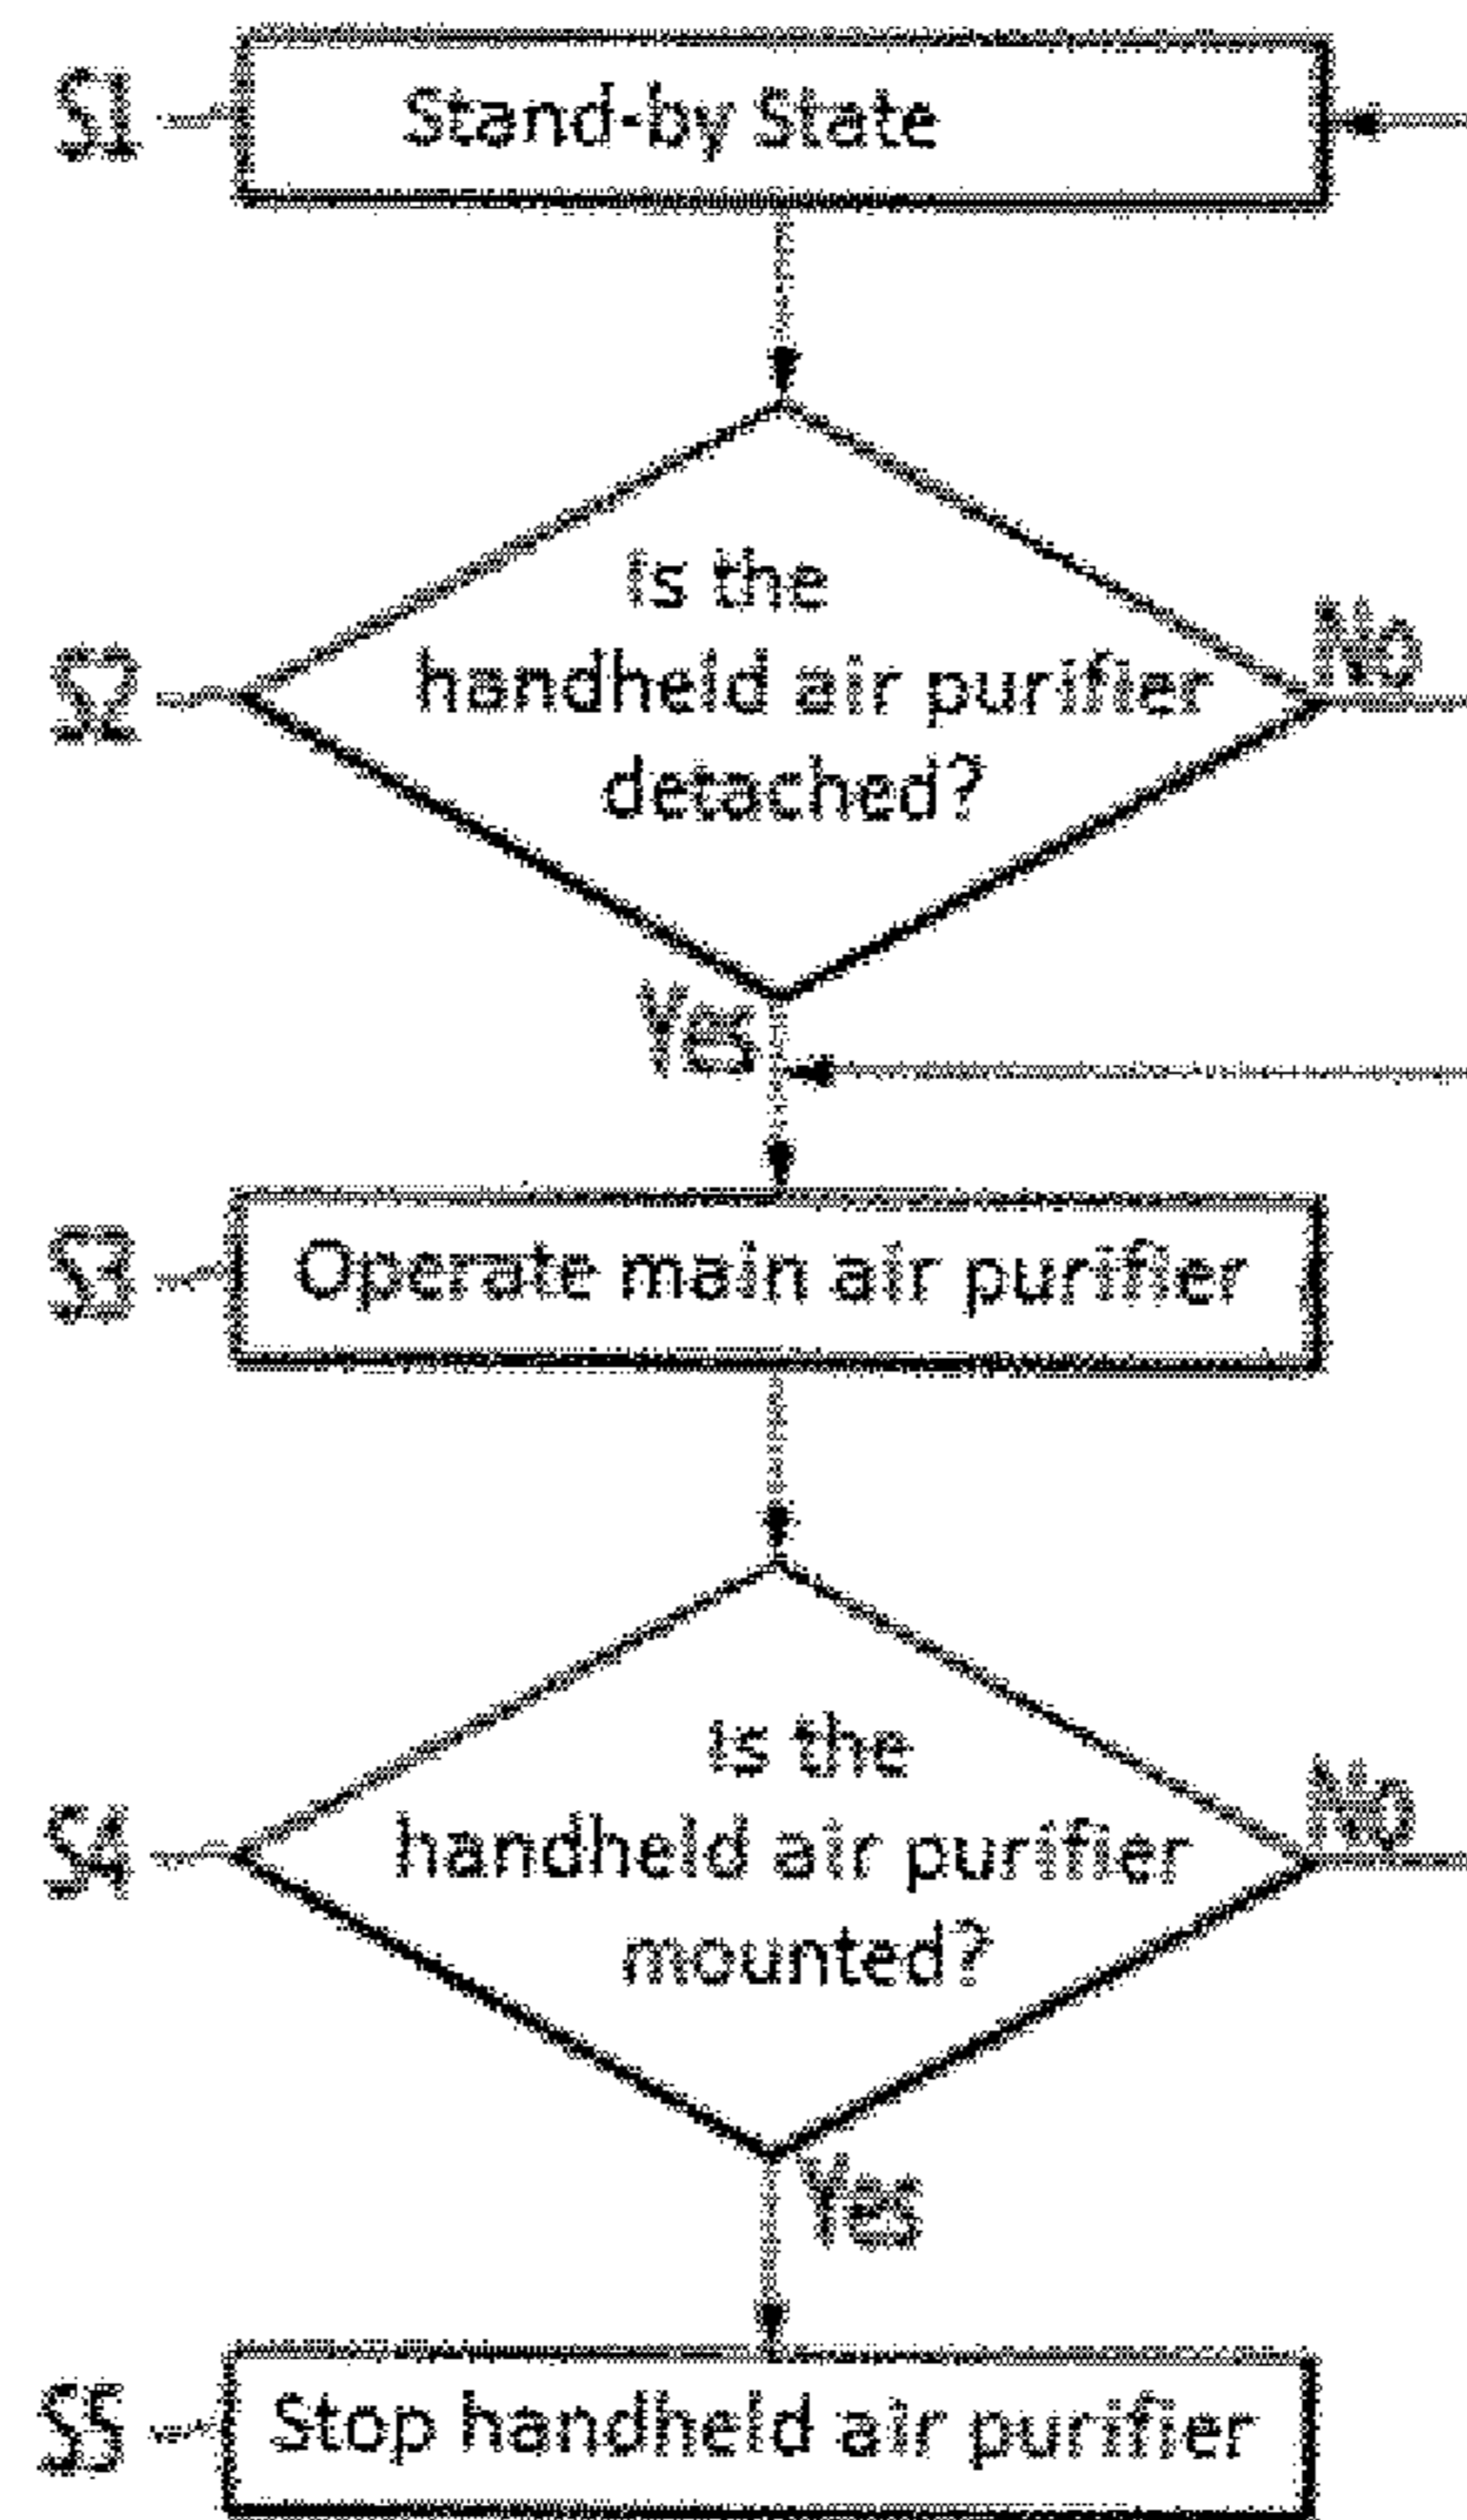 S1
Stand-by State
Is the
handheld air purifier
detached?
S2
No
Yes
S3
Operate main air purifier
Is the
handheld air purifier
mounted?
S4
No
Yes
S5
Stop handheld air purifier